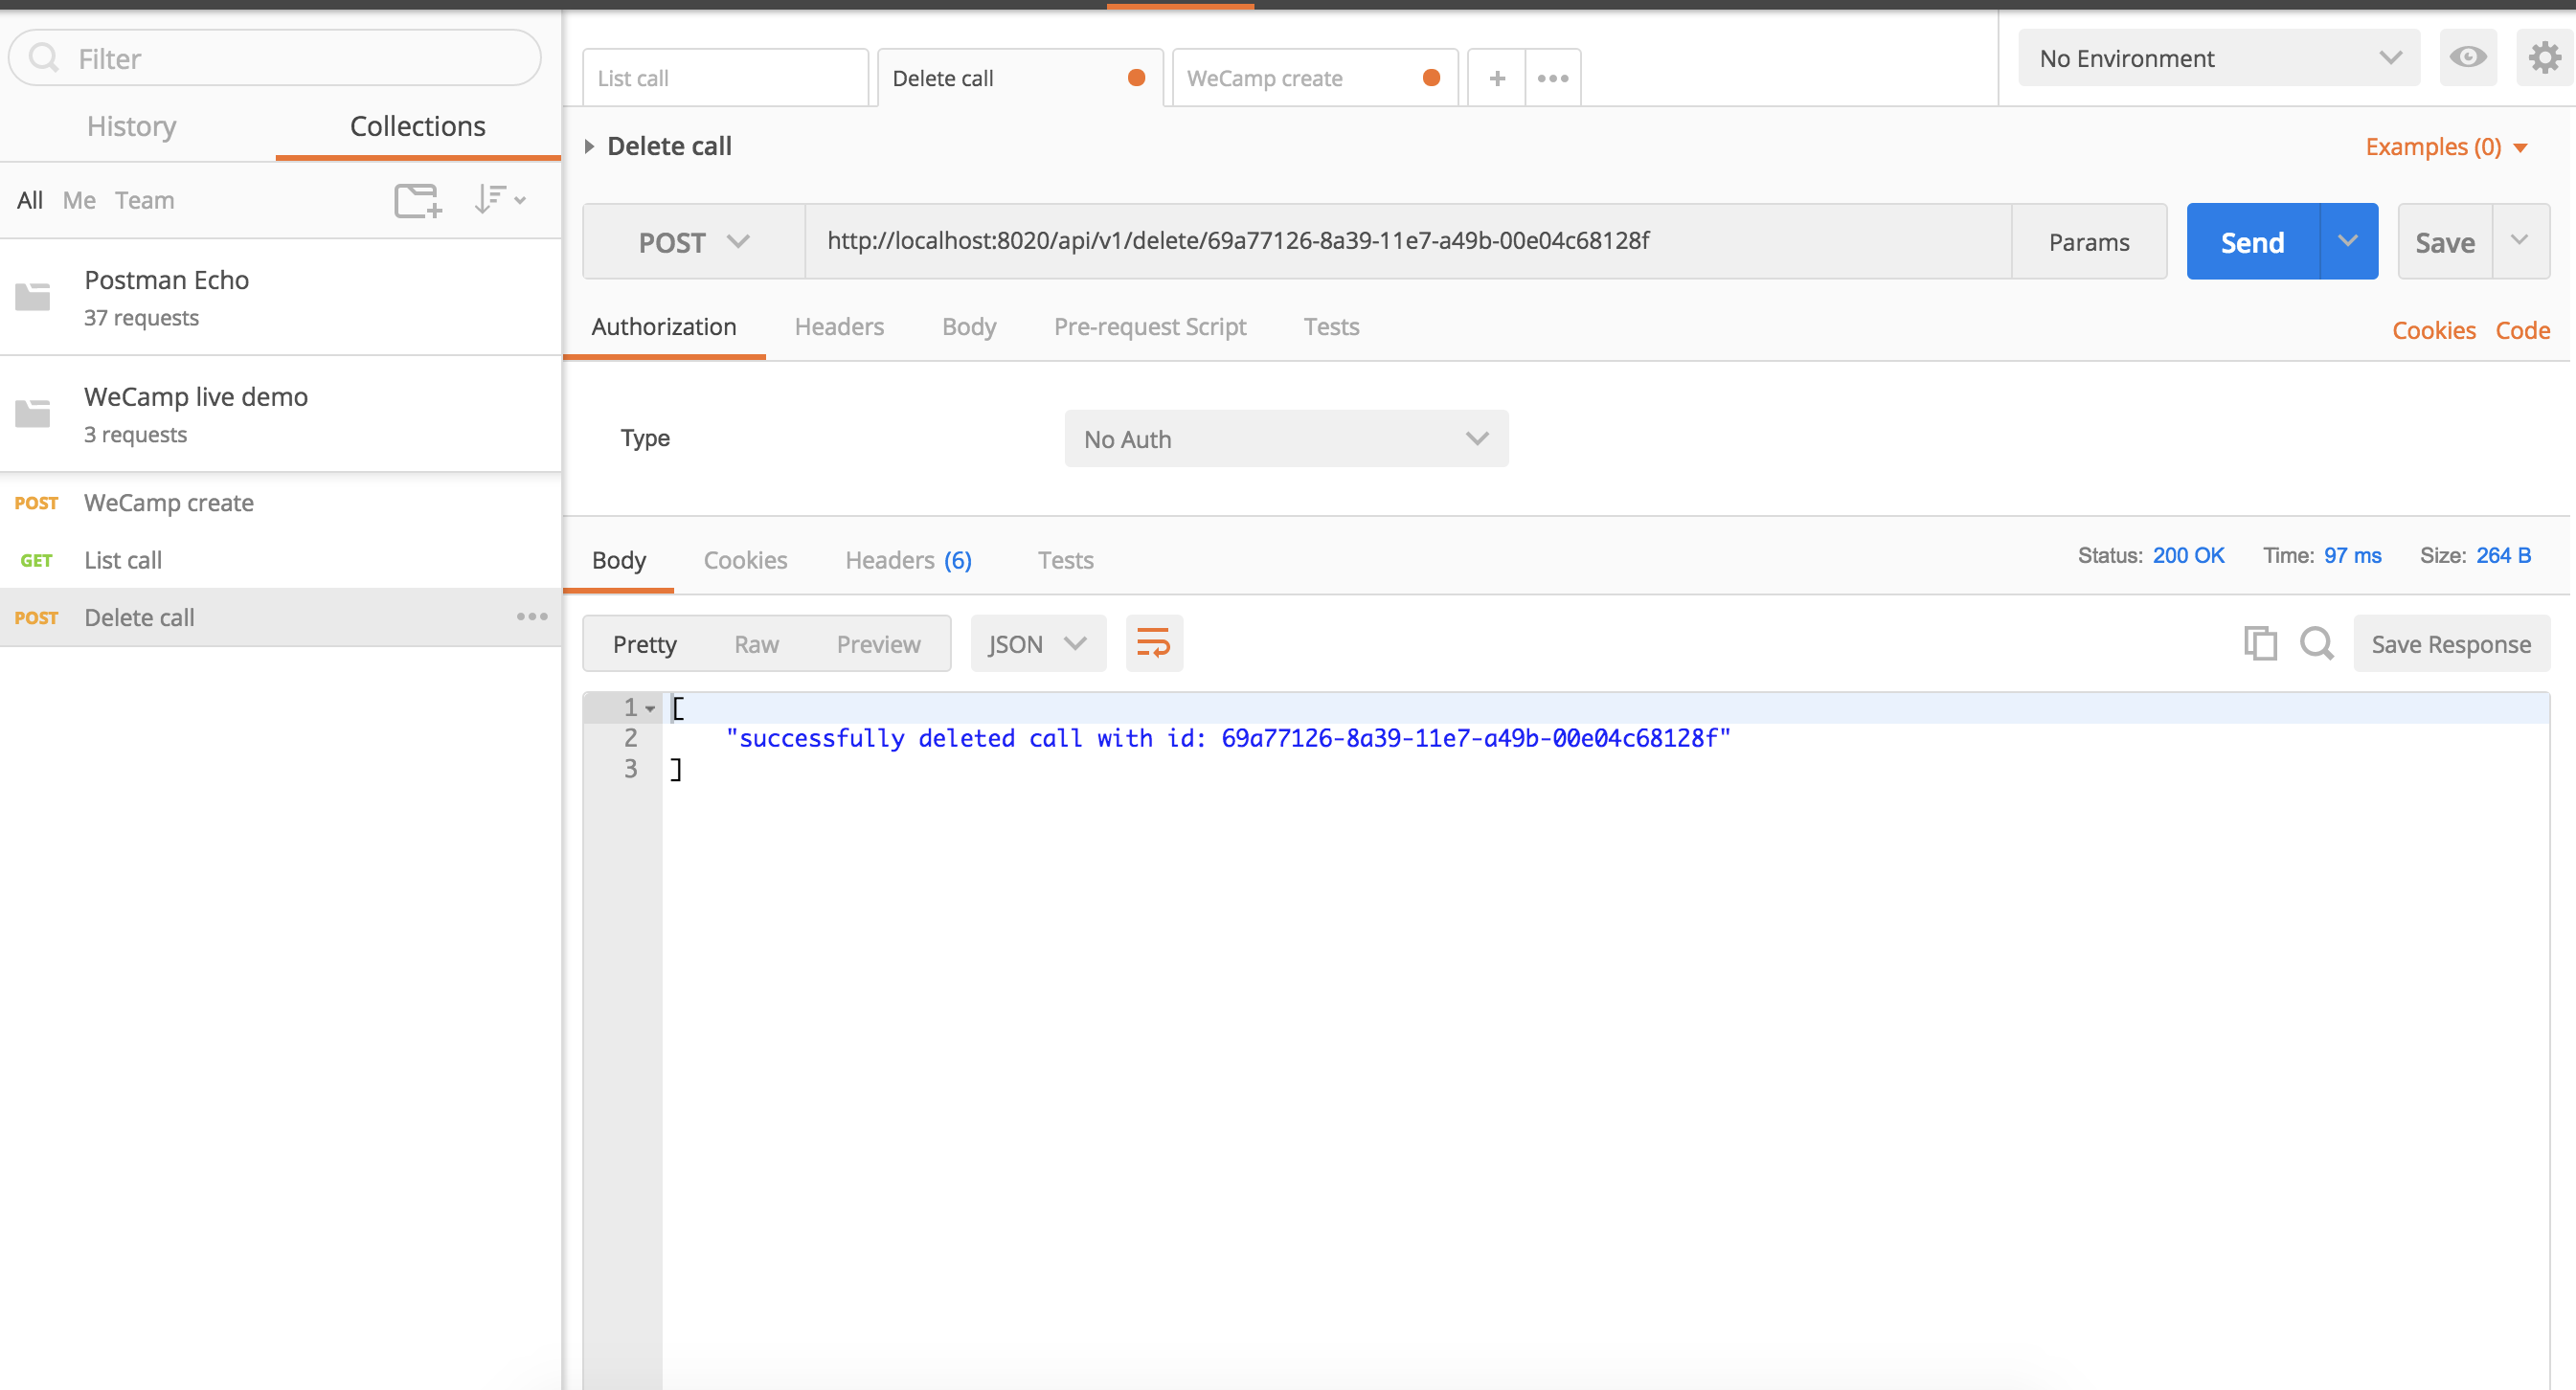 Filter
History Collections
All Me Team
Postman Echo
37 requests
WeCamp live demo
3 requests
POST WeCamp create
GET List call
POST Delete call
List call Delete call WeCamp create
No Environment
Delete call
Examples (0)
POST http://localhost:8020/api/v1/delete/69a77126-8a39-11e7-a49b-00e04c68128f Params Send Save
Authorization Headers Body Pre-request Script Tests
Cookies Code
Type No Auth
Body Cookies Headers (6) Tests
Status: 200 OK Time: 97 ms Size: 264 B
Pretty Raw Preview JSON
Save Response
1 [
2 "successfully deleted call with id: 69a77126-8a39-11e7-a49b-00e04c68128f"
3 ]